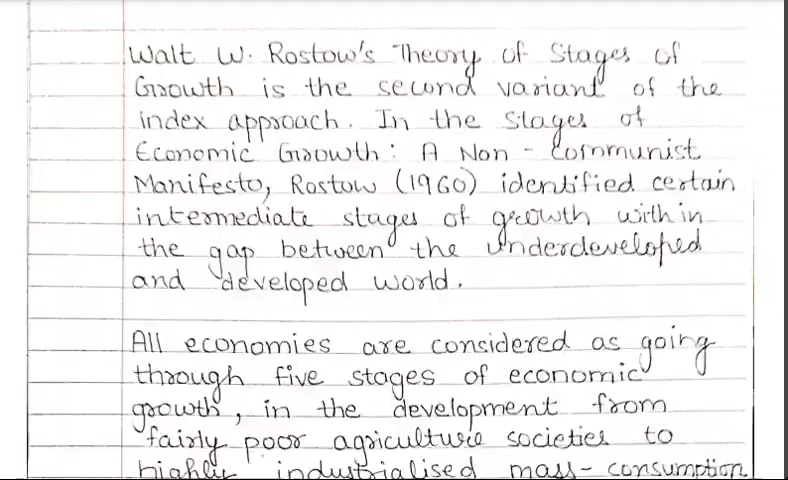 Walt W. Rostow's Theory of Stages of
Growth is the second variant of the
index approach. In the Stages of
Economic Growth: A Non-Communist
Manifesto, Rostow (1960) identified certain
intermediate stages of growth within
the gap between the underdeveloped
and developed world.
All economies are considered as going
through five stages of economic
growth, in the development from
fairly poor agriculture societies to
highly industrialised mass-consumption